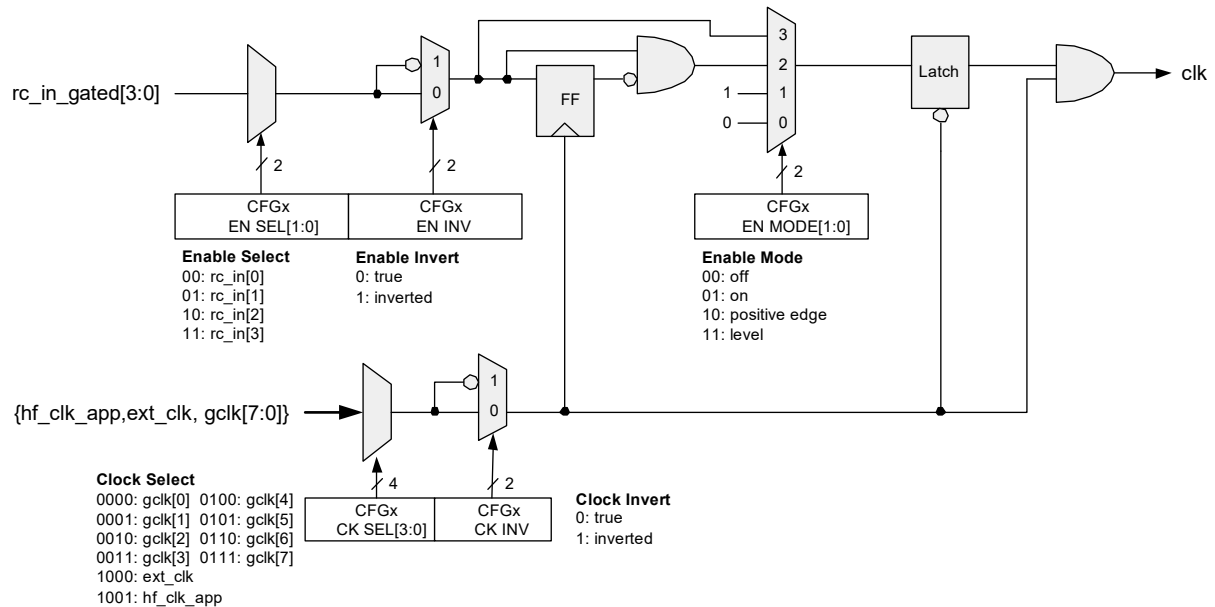 3
1
2
Latch
clk
rc_in_gated[3:0]
0
FF
1
1
0
0
2
2
2
CFGx
EN SEL[1:0]
CFGx
EN INV
CFGx
EN MODE[1:0]
Enable Select
00: rc_in[0]
01: rc_in[1]
10: rc_in[2]
11: rc_in[3]
Enable Invert
0: true
1: inverted
Enable Mode
00: off
01: on
10: positive edge
11: level
1
0
{hf_clk_app,ext_clk, gclk[7:0]}
Clock Select
0000: gclk[0] 0100: gclk[4]
0001: gclk[1] 0101: gclk[5]
0010: gclk[2] 0110: gclk[6]
0011: gclk[3] 0111: gclk[7]
1000: ext_clk
1001: hf_clk_app
4
2
CFGx
CK SEL[3:0]
CFGx
CK INV
Clock Invert
0: true
1: inverted